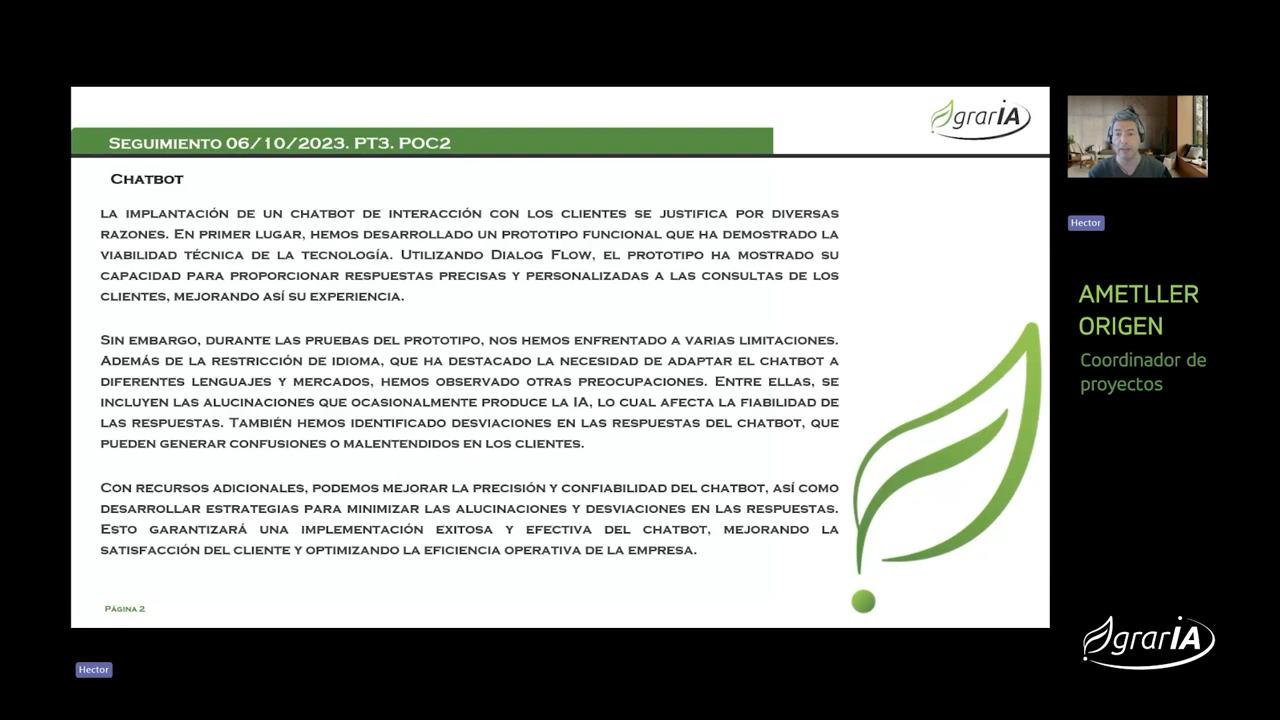 AgrarIA
Seguimiento 06/10/2023. PT3. POC2
Chatbot
LA IMPLANTACIÓN DE UN CHATBOT DE INTERACCIÓN CON LOS CLIENTES SE JUSTIFICA POR DIVERSAS
RAZONES. EN PRIMER LUGAR, HEMOS DESARROLLADO UN PROTOTIPO FUNCIONAL QUE HA DEMOSTRADO LA
VIABILIDAD TÉCNICA DE LA TECNOLOGÍA. UTILIZANDO DIALOG FLOW, EL PROTOTIPO HA MOSTRADO SU
CAPACIDAD PARA PROPORCIONAR RESPUESTAS PRECISAS Y PERSONALIZADAS A LAS CONSULTAS DE LOS
CLIENTES, MEJORANDO ASÍ SU EXPERIENCIA.
SIN EMBARGO, DURANTE LAS PRUEBAS DEL PROTOTIPO, NOS HEMOS ENFRENTADO A VARIAS LIMITACIONES.
ADEMÁS DE LA RESTRICCIÓN DE IDIOMA, QUE HA DESTACADO LA NECESIDAD DE ADAPTAR EL CHATBOT A
DIFERENTES LENGUAJES Y MERCADOS, HEMOS OBSERVADO OTRAS PREOCUPACIONES. ENTRE ELLAS, SE
INCLUYEN LAS ALUCINACIONES QUE OCASIONALMENTE PRODUCE LA IA, LO CUAL AFECTA LA FIABILIDAD DE
LAS RESPUESTAS. TAMBIÉN HEMOS IDENTIFICADO DESVIACIONES EN LAS RESPUESTAS DEL CHATBOT, QUE
PUEDEN GENERAR CONFUSIONES O MALENTENDIDOS EN LOS CLIENTES.
CON RECURSOS ADICIONALES, PODEMOS MEJORAR LA PRECISIÓN Y CONFIABILIDAD DEL CHATBOT, ASÍ COMO
DESARROLLAR ESTRATEGIAS PARA MINIMIZAR LAS ALUCINACIONES Y DESVIACIONES EN LAS RESPUESTAS.
ESTO GARANTIZARÁ UNA IMPLEMENTACIÓN EXITOSA Y EFECTIVA DEL CHATBOT, MEJORANDO LA
SATISFACCIÓN DEL CLIENTE Y OPTIMIZANDO LA EFICIENCIA OPERATIVA DE LA EMPRESA.
Página 2
Hector
Hector
AMETLLER
ORIGEN
Coordinador de
proyectos
AgrarIA